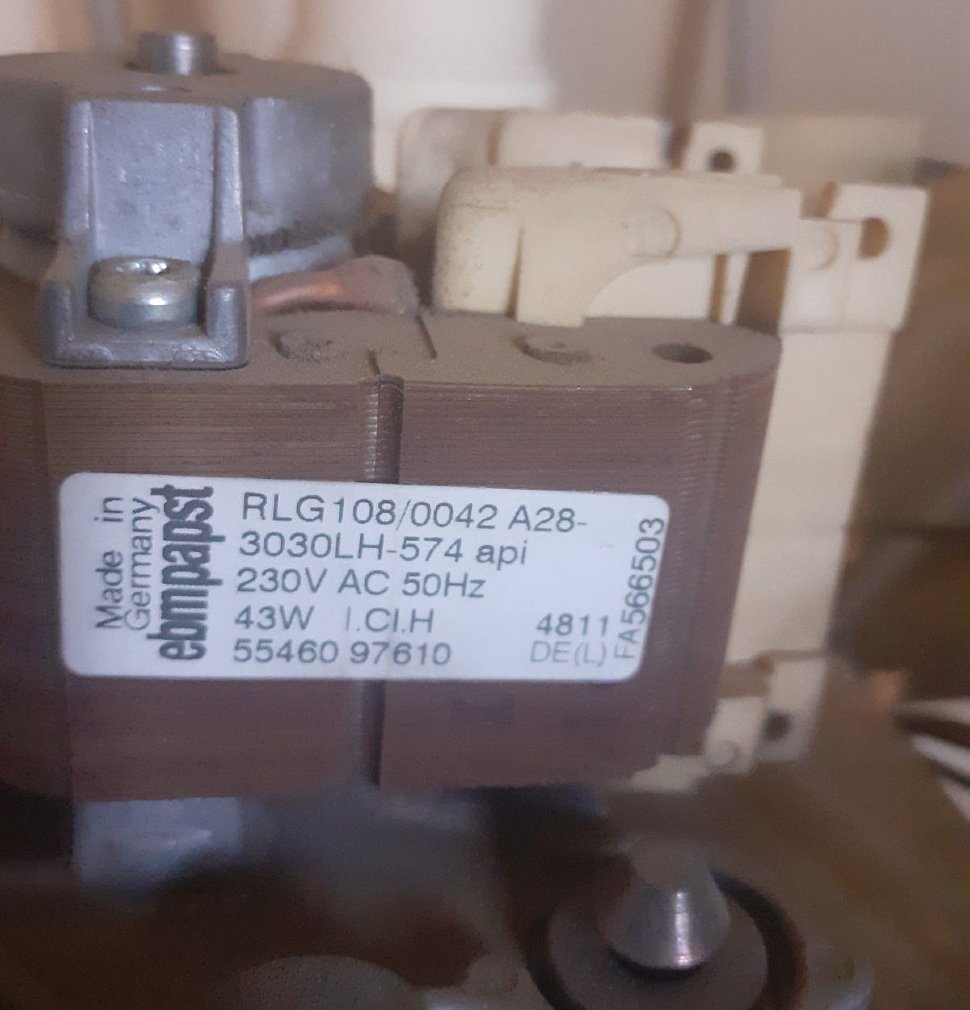 Made in
Germany
ebmpapst
RLG108/0042 A28-
3030LH-574 api
230V AC 50Hz
43W I.Cl.H
55460 97610
4811
DE(L)
FA566503